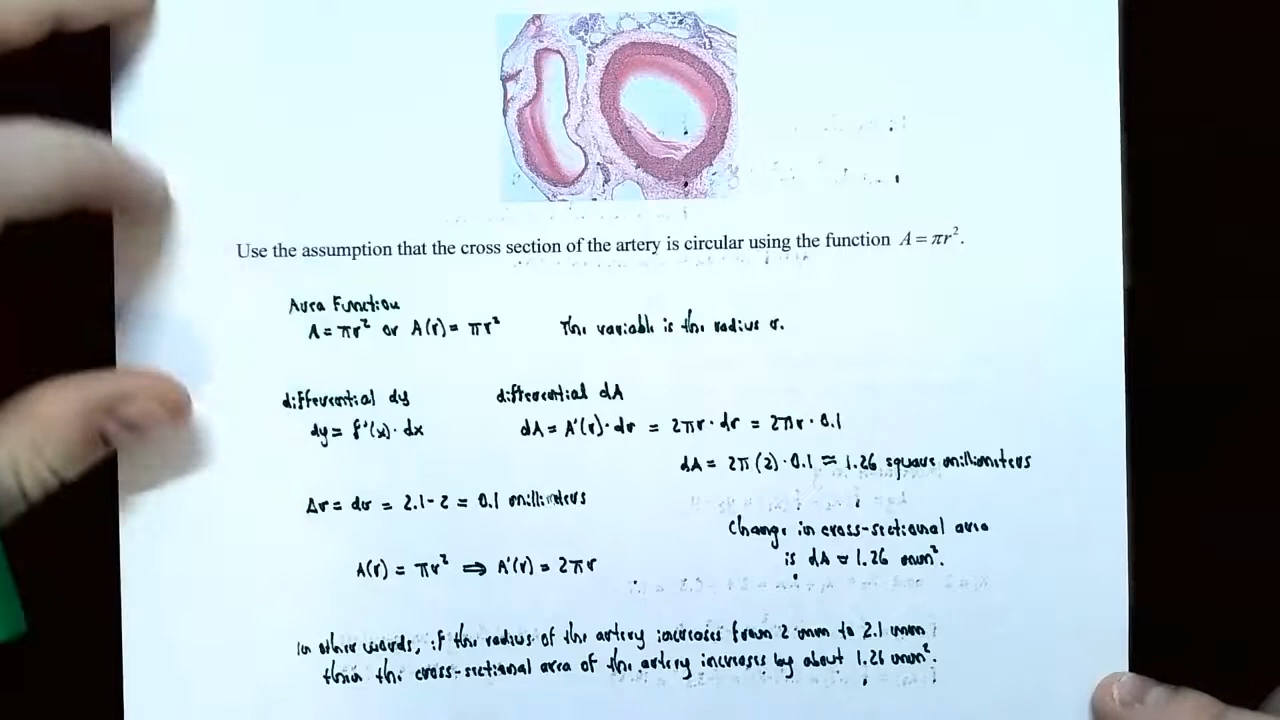 Use the assumption that the cross section of the artery is circular using the function A = πr².
Area Function
A = πr² or A(r) = πr² The variable is the radius r.
differential dy differential dA
dy = f'(x) · dx dA = A'(r) · dr = 2πr · dr = 2πr · 0.1
dA = 2π(2) · 0.1 ≈ 1.26 square millimeters
Δr = dr = 2.1 - 2 = 0.1 millimeters
Change in cross-sectional area
is dA ≈ 1.26 mm².
A(r) = πr² ⟹ A'(r) = 2πr
In other words, if the radius of the artery increases from 2 mm to 2.1 mm
then the cross-sectional area of the artery increases by about 1.26 mm².